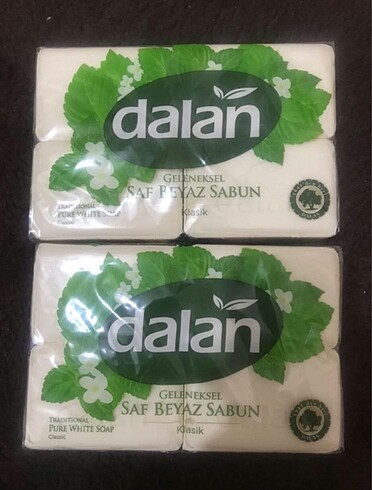 dalan
GELENEKSEL
SAF BEYAZ SABUN
Klasik
TRADITIONAL
PURE WHITE SOAP
Classic
dalan
GELENEKSEL
SAF BEYAZ SABUN
Klasik
TRADITIONAL
PURE WHITE SOAP
Classic